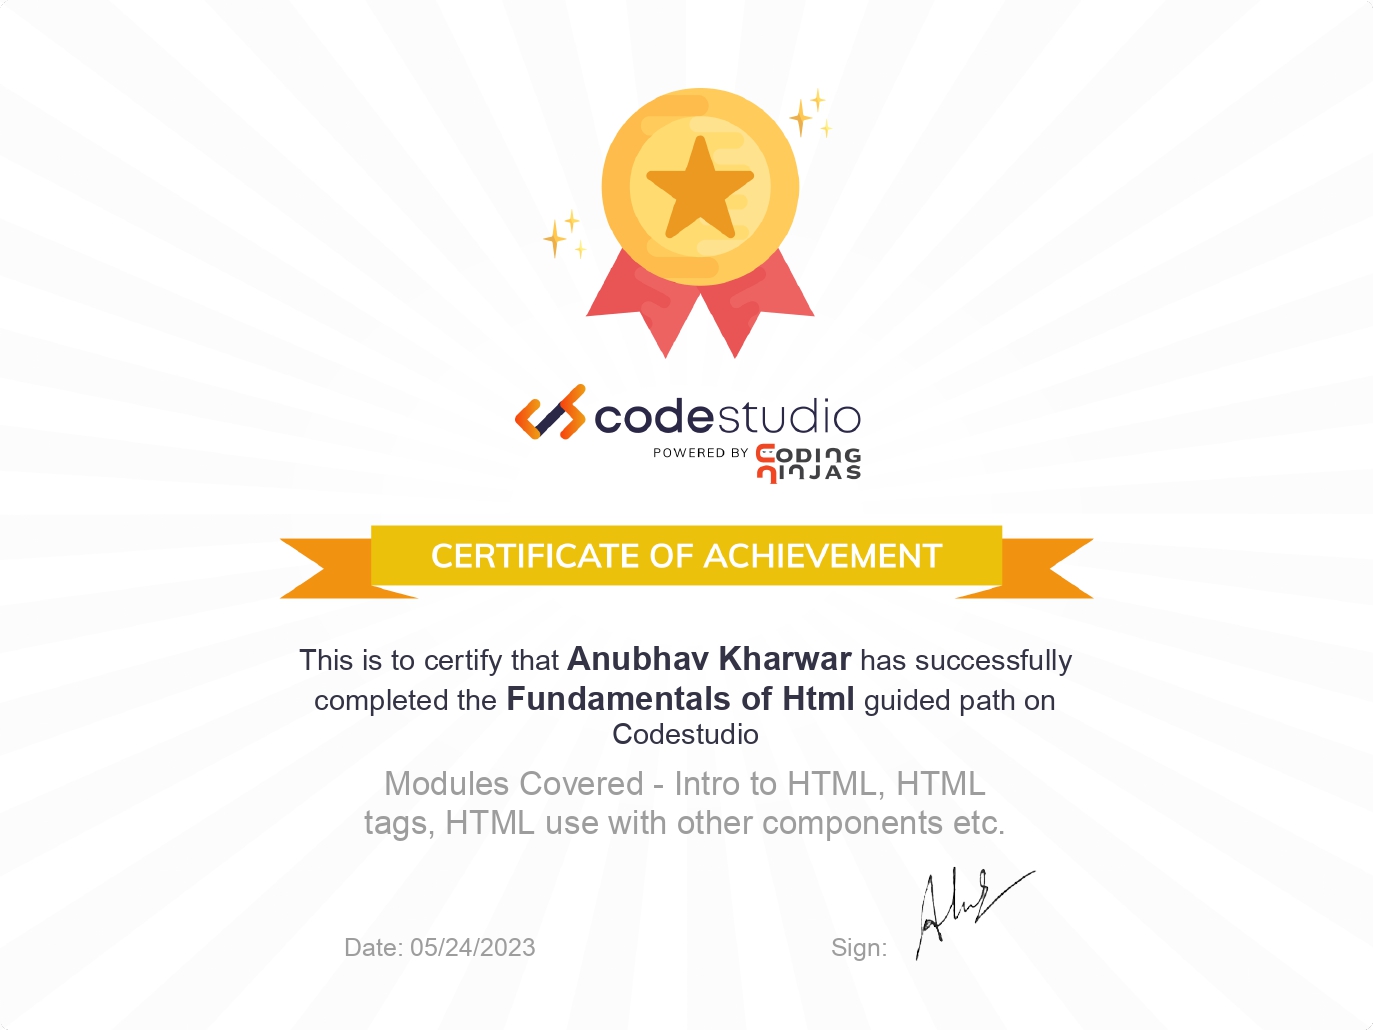 codestudio
POWERED BY CODING NINJAS
CERTIFICATE OF ACHIEVEMENT
This is to certify that Anubhav Kharwar has successfully
completed the Fundamentals of Html guided path on
Codestudio
Modules Covered - Intro to HTML, HTML
tags, HTML use with other components etc.
Date: 05/24/2023 Sign: